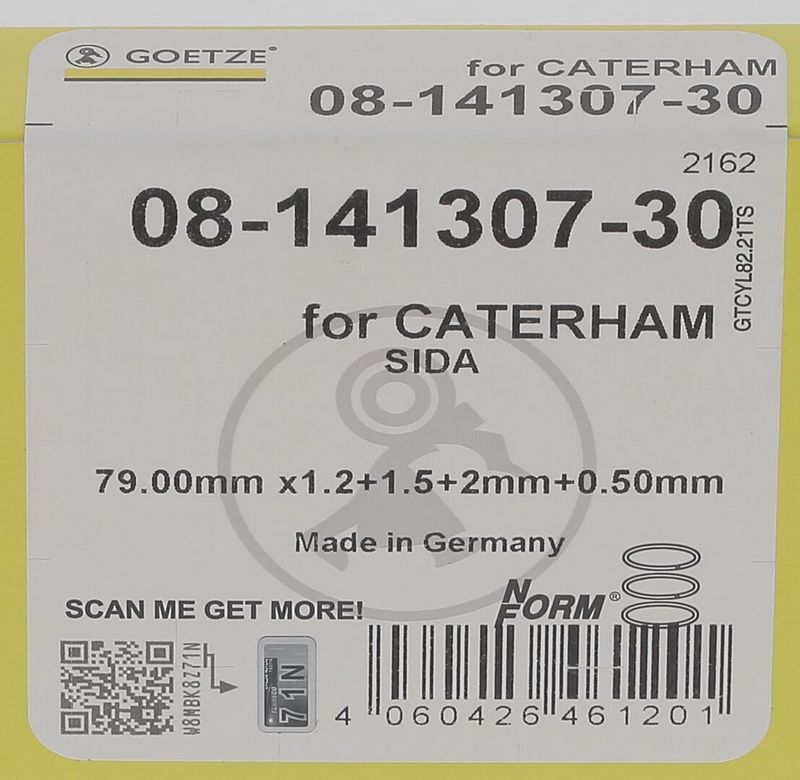 GOETZE®
for CATERHAM
08-141307-30
2162
08-141307-30
GTCYL82.21TS
for CATERHAM
SIDA
79.00mm x1.2+1.5+2mm+0.50mm
Made in Germany
NFORM®
SCAN ME GET MORE!
W8MBK8Z71N
TENNECO
71N
4 060426 461201